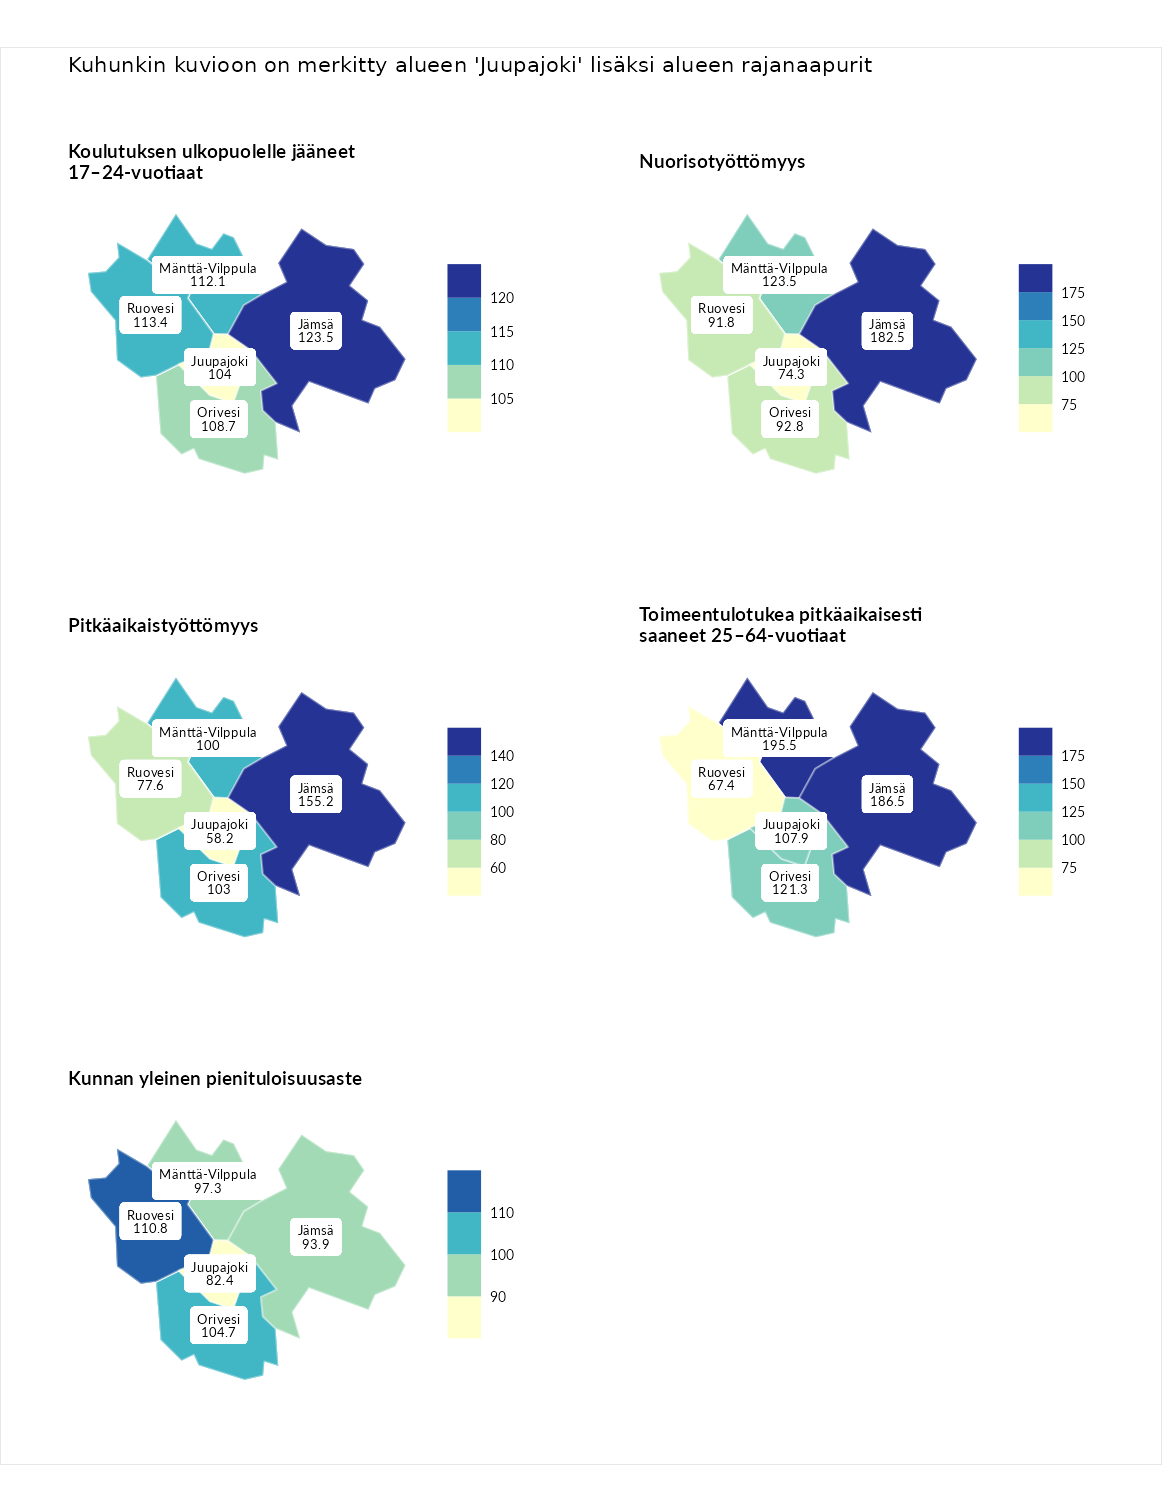 Kuhunkin kuvioon on merkitty alueen 'Juupajoki' lisäksi alueen rajanaapurit
Koulutuksen ulkopuolelle jääneet
17–24-vuotiaat
Mänttä-Vilppula
112.1
Ruovesi
113.4
Jämsä
123.5
Juupajoki
104
Orivesi
108.7
120
115
110
105
Nuorisotyöttömyys
Mänttä-Vilppula
123.5
Ruovesi
91.8
Jämsä
182.5
Juupajoki
74.3
Orivesi
92.8
175
150
125
100
75
Pitkäaikaistyöttömyys
Mänttä-Vilppula
100
Ruovesi
77.6
Jämsä
155.2
Juupajoki
58.2
Orivesi
103
140
120
100
80
60
Toimeentulotukea pitkäaikaisesti
saaneet 25–64-vuotiaat
Mänttä-Vilppula
195.5
Ruovesi
67.4
Jämsä
186.5
Juupajoki
107.9
Orivesi
121.3
175
150
125
100
75
Kunnan yleinen pienituloisuusaste
Mänttä-Vilppula
97.3
Ruovesi
110.8
Jämsä
93.9
Juupajoki
82.4
Orivesi
104.7
110
100
90